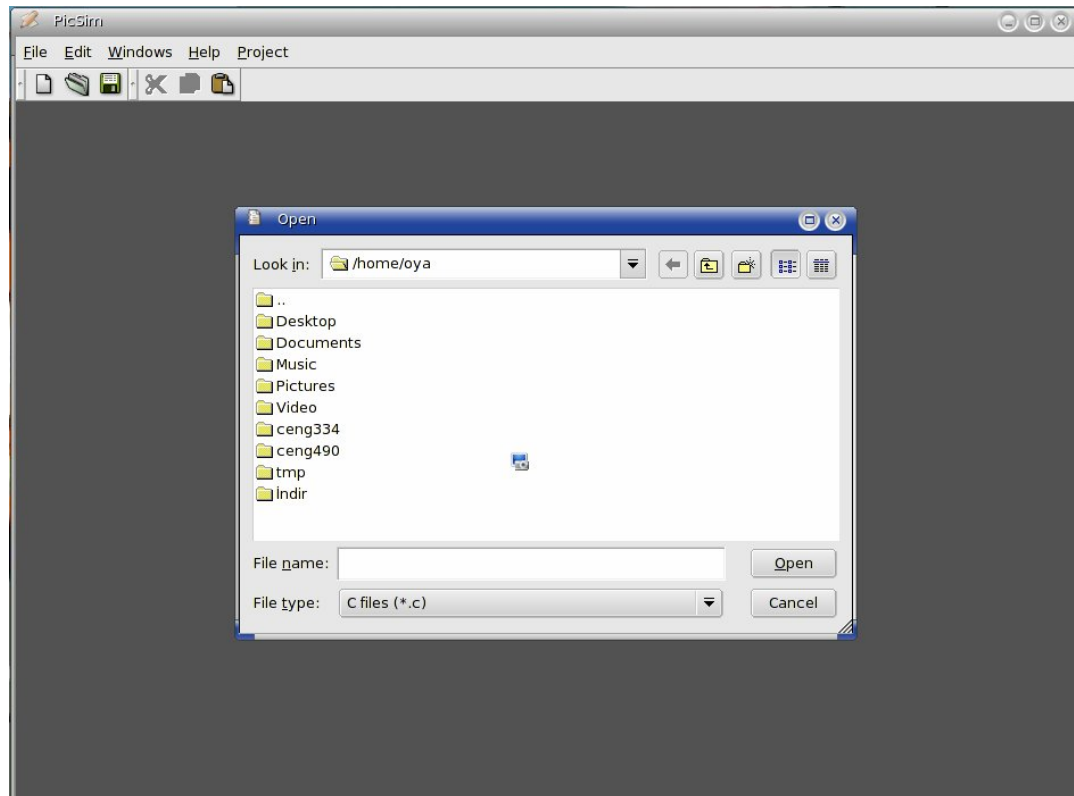 PicSim
File Edit Windows Help Project
Open
Look in: /home/oya
..
Desktop
Documents
Music
Pictures
Video
ceng334
ceng490
tmp
İndir
File name: Open
File type: C files (*.c) Cancel